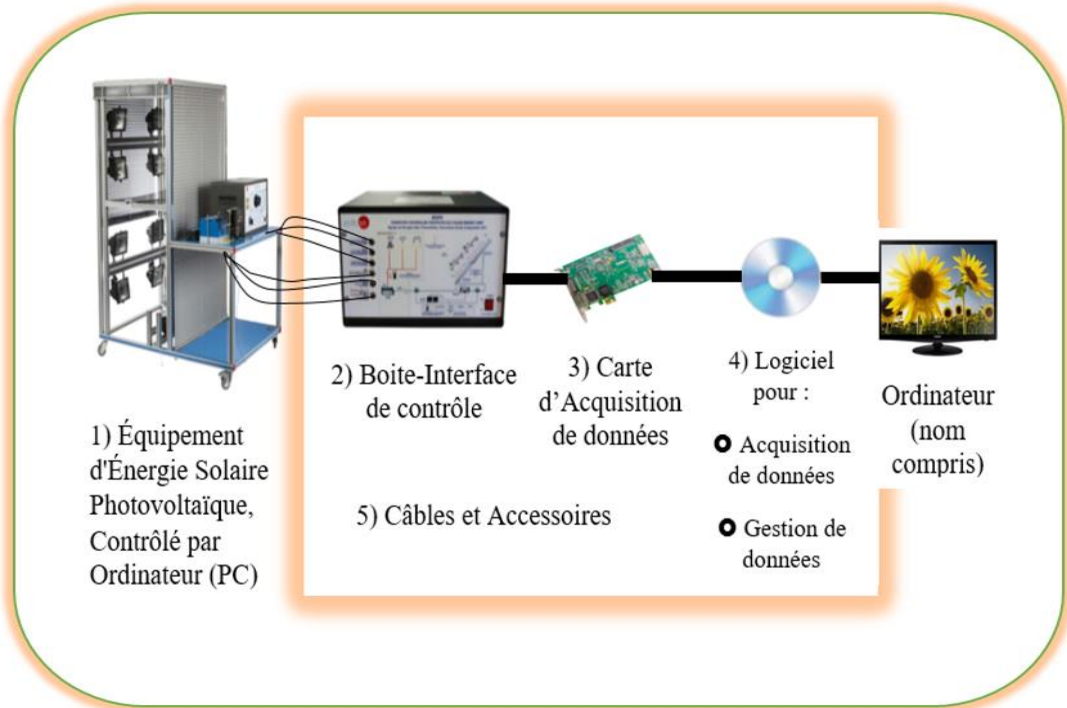 1) Équipement
d'Énergie Solaire
Photovoltaïque,
Contrôlé par
Ordinateur (PC)
2) Boite-Interface
de contrôle
3) Carte
d’Acquisition
de données
4) Logiciel
pour :
Acquisition
de données
Gestion de
données
5) Câbles et Accessoires
Ordinateur
(nom
compris)